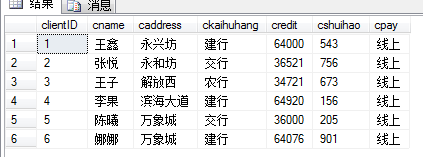 结果 消息
clientID cname caddress ckaihuhang credit cshuihao cpay
1 1 王鑫 永兴坊 建行 64000 543 线上
2 2 张悦 永和坊 交行 36521 756 线上
3 3 王子 解放西 农行 34721 673 线上
4 4 李果 滨海大道 建行 64920 156 线上
5 5 陈曦 万象城 交行 36000 205 线上
6 6 娜娜 万象城 建行 64076 901 线上